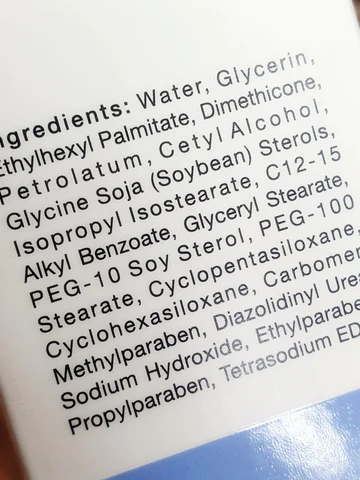 ngredients: Water, Glycerin,
Ethylhexyl Palmitate, Dimethicone,
Petrolatum, Cetyl Alcohol,
Glycine Soja (Soybean) Sterols,
Isopropyl Isostearate, C12-15
Alkyl Benzoate, Glyceryl Stearate,
PEG-10 Soy Sterol, PEG-100
Stearate, Cyclopentasiloxane,
Cyclohexasiloxane, Carbomer
Methylparaben, Diazolidinyl Urea
Sodium Hydroxide, Ethylparabe
Propylparaben, Tetrasodium ED